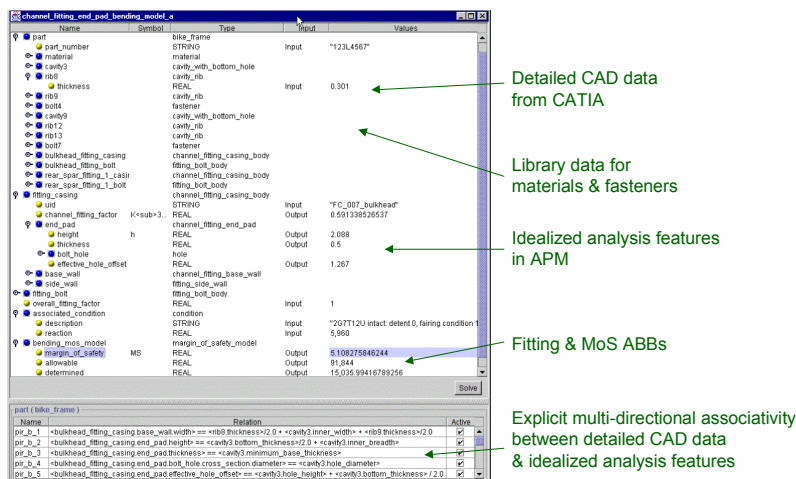 channel_fitting_end_pad_bending_model_a
Name Symbol Type Input Values
part bike_frame
part_number STRING Input "123L4567"
material material
cavity3 cavity_with_bottom_hole
rib8 cavity_rib
thickness REAL Input 0.301
rib9 cavity_rib
bolt4 fastener
cavity9 cavity_with_bottom_hole
rib12 cavity_rib
rib13 cavity_rib
bolt7 fastener
bulkhead_fitting_casing channel_fitting_casing_body
bulkhead_fitting_bolt fitting_bolt_body
rear_spar_fitting_1_casin channel_fitting_casing_body
rear_spar_fitting_1_bolt fitting_bolt_body
fitting_casing channel_fitting_casing_body
uid STRING Input "FC_007_bulkhead"
channel_fitting_factor K<sub>3... REAL Output 0.591338526537
end_pad channel_fitting_end_pad
height h REAL Output 2.088
thickness REAL Output 0.5
bolt_hole hole
effective_hole_offset REAL Output 1.267
base_wall channel_fitting_base_wall
side_wall fitting_side_wall
fitting_bolt fitting_bolt_body
overall_fitting_factor REAL Input 1
associated_condition condition
description STRING Input "2G7T12U intact: detent 0, fairing condition 1
reaction REAL Input 5,960
bending_mos_model margin_of_safety_model
margin_of_safety MS REAL Output 5.108275846244
allowable REAL Output 91,844
determined REAL Output 15,035.99416789256
Solve
part ( bike_frame )
Name Relation Active
pir_b_1 <bulkhead_fitting_casing.base_wall.width> == <rib8.thickness>/2.0 + <cavity3.inner_width> + <rib9.thickness>/2.0
pir_b_2 <bulkhead_fitting_casing.end_pad.height> == <cavity3.bottom_thickness>/2.0 + <cavity3.inner_breadth>
pir_b_3 <bulkhead_fitting_casing.end_pad.thickness> == <cavity3.minimum_base_thickness>
pir_b_4 <bulkhead_fitting_casing.end_pad.bolt_hole.cross_section.diameter> == <cavity3.hole_diameter>
pir_b_5 <bulkhead_fitting_casing.end_pad.effective_hole_offset> == <cavity3.hole_height> + <cavity3.bottom_thickness> / 2.0
Detailed CAD data
from CATIA
Library data for
materials & fasteners
Idealized analysis features
in APM
Fitting & MoS ABBs
Explicit multi-directional associativity
between detailed CAD data
& idealized analysis features